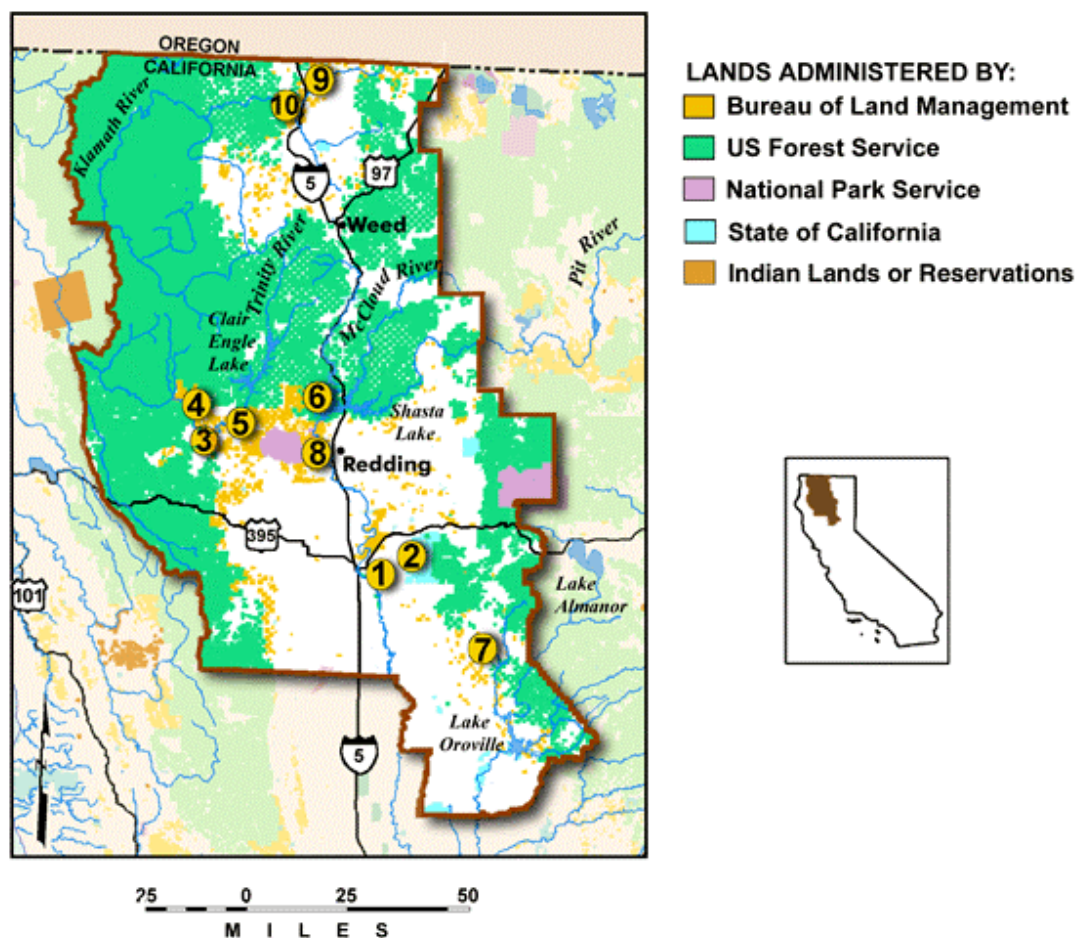 OREGON
CALIFORNIA
9
10
Klamath River
5
97
Weed
Trinity River
McCloud River
Pit River
Clair
Engle
Lake
4
5
6
3
8
Shasta
Lake
Redding
395
2
1
101
Lake
Almanor
7
Lake
Oroville
5
LANDS ADMINISTERED BY:
Bureau of Land Management
US Forest Service
National Park Service
State of California
Indian Lands or Reservations
25 0 25 50
M I L E S